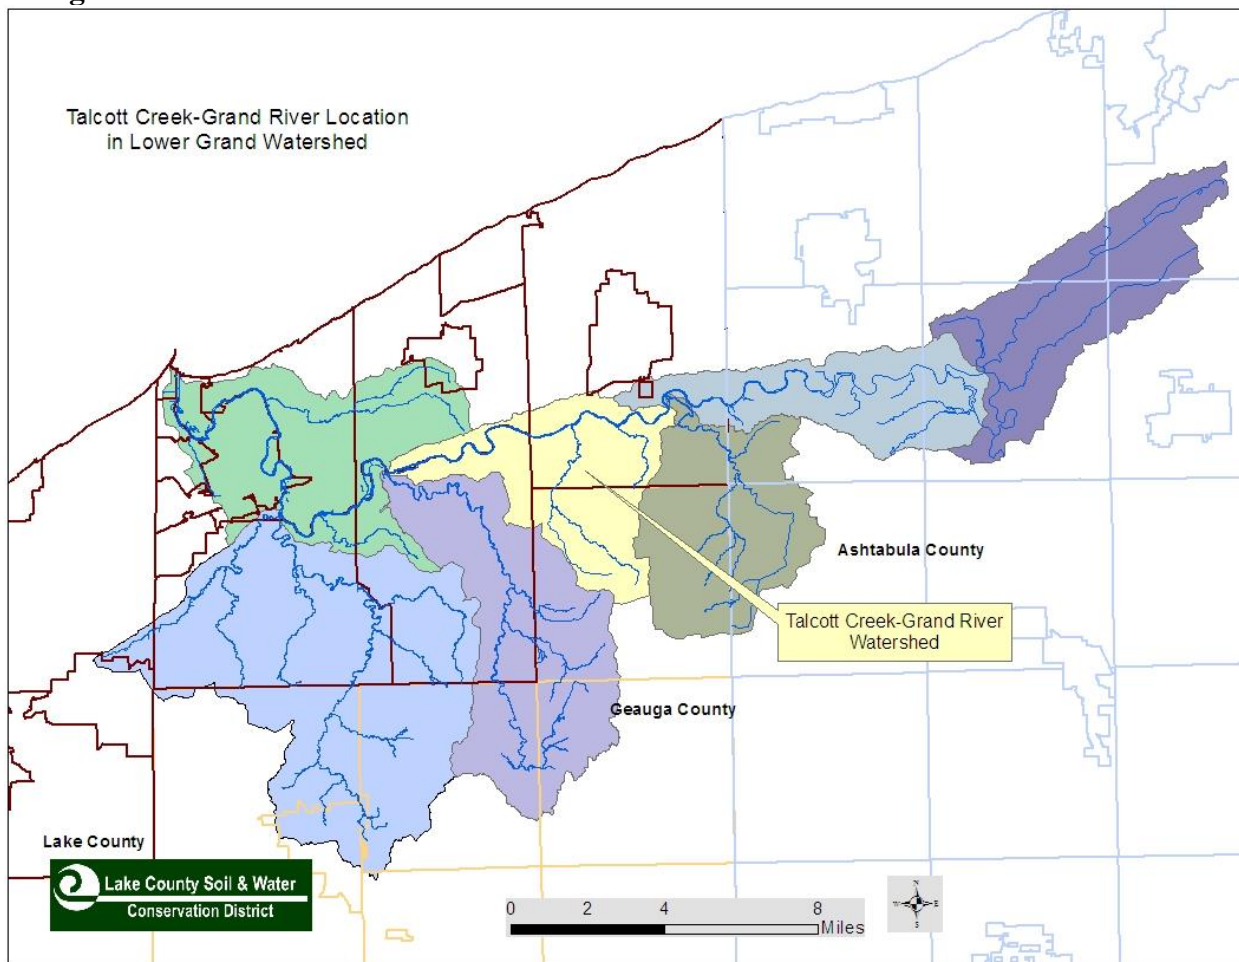 Talcott Creek-Grand River Location
in Lower Grand Watershed
Ashtabula County
Talcott Creek-Grand River
Watershed
Geauga County
Lake County
Lake County Soil & Water
Conservation District
0 2 4 8
Miles
N
W E
S